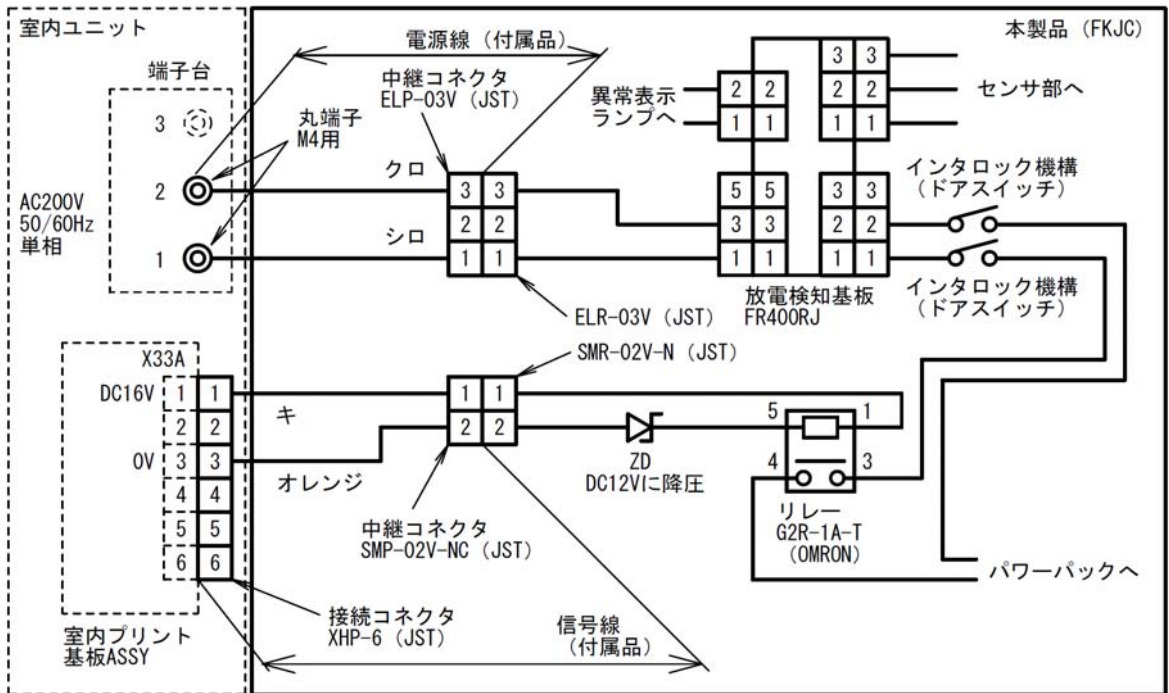 室内ユニット
本製品 (FKJC)
電源線 (付属品)
端子台
中継コネクタ
ELP-03V (JST)
丸端子
M4用
3
2
1
AC200V
50/60Hz
単相
クロ
シロ
3 3
2 2
1 1
異常表示
ランプへ
2 2
1 1
3 3
2 2
1 1
センサ部へ
5 5
3 3
1 1
3 3
2 2
1 1
インタロック機構
(ドアスイッチ)
インタロック機構
(ドアスイッチ)
放電検知基板
FR400RJ
ELR-03V (JST)
SMR-02V-N (JST)
X33A
DC16V
0V
1 1
2 2
3 3
4 4
5 5
6 6
キ
オレンジ
1 1
2 2
ZD
DC12Vに降圧
5
1
4
3
リレー
G2R-1A-T
(OMRON)
中継コネクタ
SMP-02V-NC (JST)
パワーパックへ
接続コネクタ
XHP-6 (JST)
信号線
(付属品)
室内プリント
基板ASSY